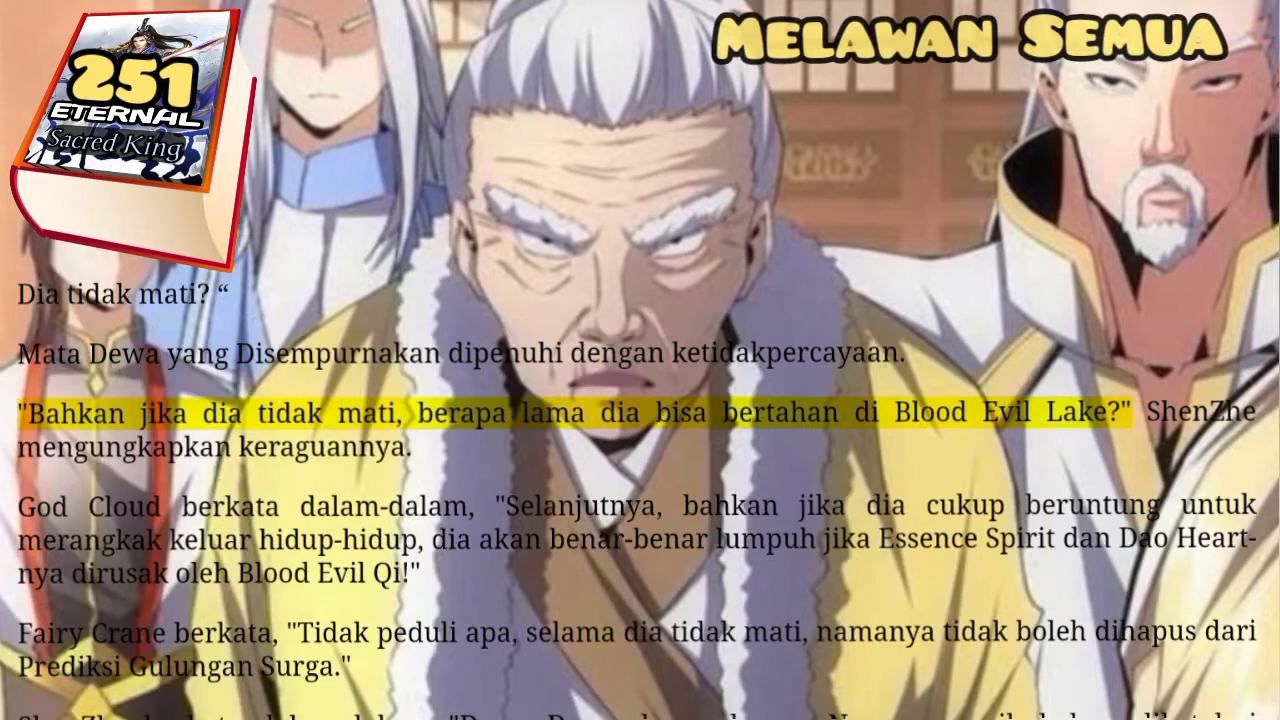 MELAWAN SEMUA
251
ETERNAL
Sacred King
Dia tidak mati? “
Mata Dewa yang Disempurnakan dipenuhi dengan ketidakpercayaan.
"Bahkan jika dia tidak mati, berapa lama dia bisa bertahan di Blood Evil Lake?" ShenZhe
mengungkapkan keraguannya.
God Cloud berkata dalam-dalam, "Selanjutnya, bahkan jika dia cukup beruntung untuk
merangkak keluar hidup-hidup, dia akan benar-benar lumpuh jika Essence Spirit dan Dao Heart-
nya dirusak oleh Blood Evil Qi!"
Fairy Crane berkata, "Tidak peduli apa, selama dia tidak mati, namanya tidak boleh dihapus dari
Prediksi Gulungan Surga."